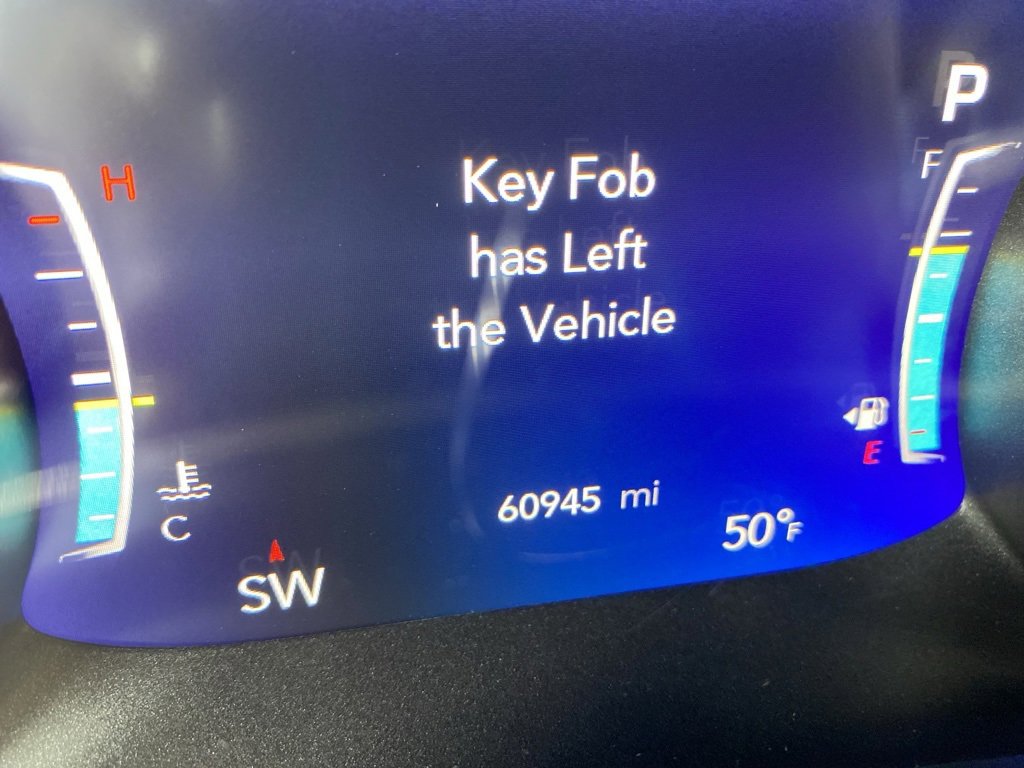 P
H
F
Key Fob
has Left
the Vehicle
E
60945 mi
C
50°F
SW